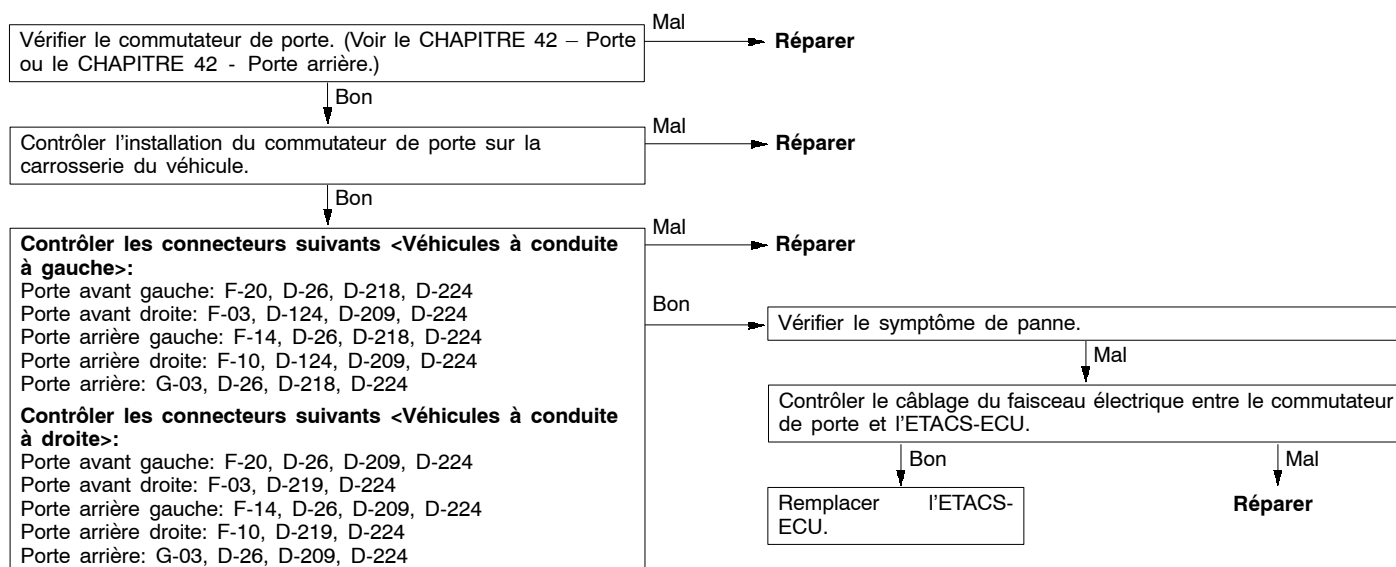 Vérifier le commutateur de porte. (Voir le CHAPITRE 42 – Porte
ou le CHAPITRE 42 - Porte arrière.)
Mal
Réparer
Bon
Contrôler l'installation du commutateur de porte sur la
carrosserie du véhicule.
Mal
Réparer
Bon
Contrôler les connecteurs suivants <Véhicules à conduite
à gauche>:
Porte avant gauche: F-20, D-26, D-218, D-224
Porte avant droite: F-03, D-124, D-209, D-224
Porte arrière gauche: F-14, D-26, D-218, D-224
Porte arrière droite: F-10, D-124, D-209, D-224
Porte arrière: G-03, D-26, D-218, D-224
Contrôler les connecteurs suivants <Véhicules à conduite
à droite>:
Porte avant gauche: F-20, D-26, D-209, D-224
Porte avant droite: F-03, D-219, D-224
Porte arrière gauche: F-14, D-26, D-209, D-224
Porte arrière droite: F-10, D-219, D-224
Porte arrière: G-03, D-26, D-209, D-224
Mal
Réparer
Bon
Vérifier le symptôme de panne.
Mal
Contrôler le câblage du faisceau électrique entre le commutateur
de porte et l'ETACS-ECU.
Bon
Remplacer l'ETACS-
ECU.
Mal
Réparer